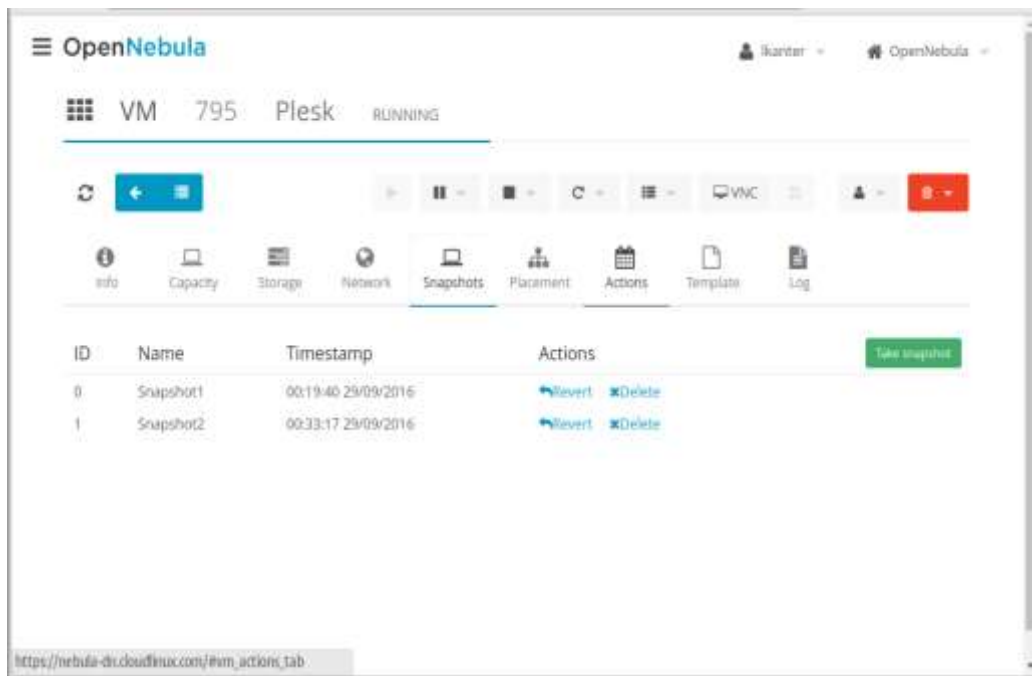 OpenNebula
lkanter OpenNebula
VM 795 Plesk RUNNING
VNC
Info Capacity Storage Network Snapshots Placement Actions Template Log
ID Name Timestamp Actions Take snapshot
0 Snapshot1 00:19:40 29/09/2016 Revert Delete
1 Snapshot2 00:33:17 29/09/2016 Revert Delete
https://nebula-dn.cloudlinux.com/#vm_actions_tab